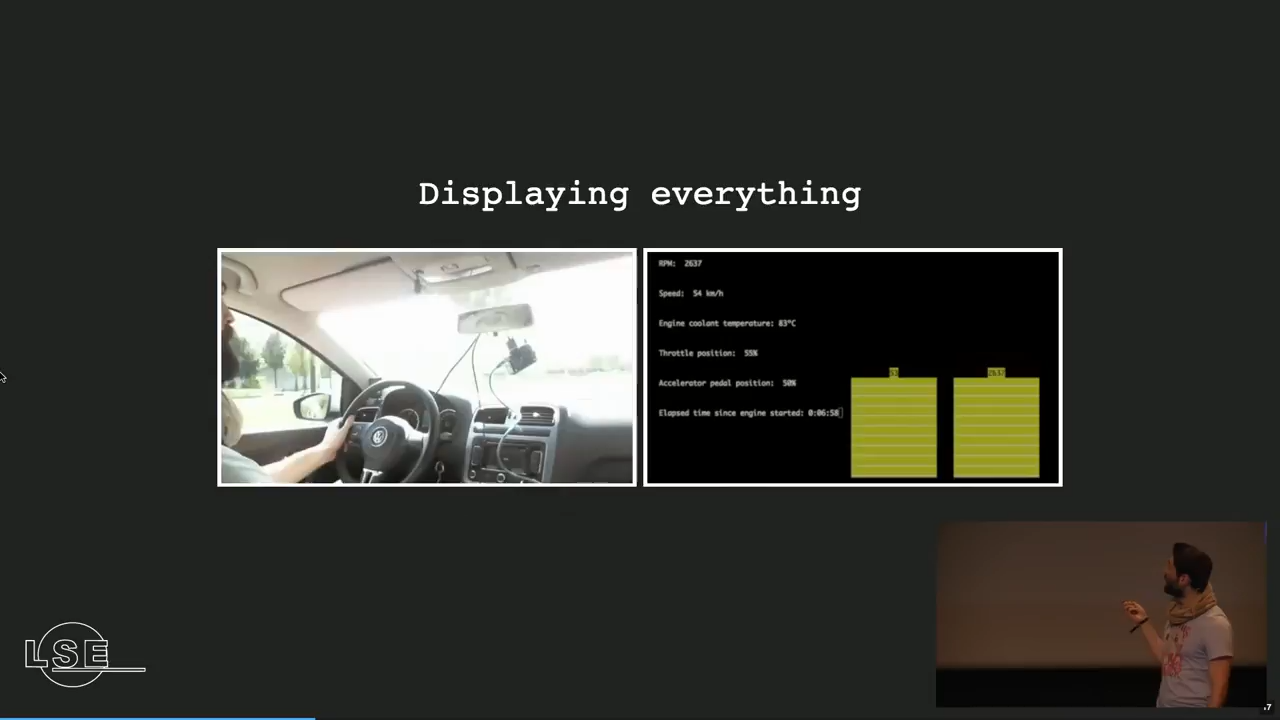 Displaying everything
RPM: 2637
Speed: 54 km/h
Engine coolant temperature: 83°C
Throttle position: 55%
Accelerator pedal position: 50%
Elapsed time since engine started: 0:06:58
2637
LSE